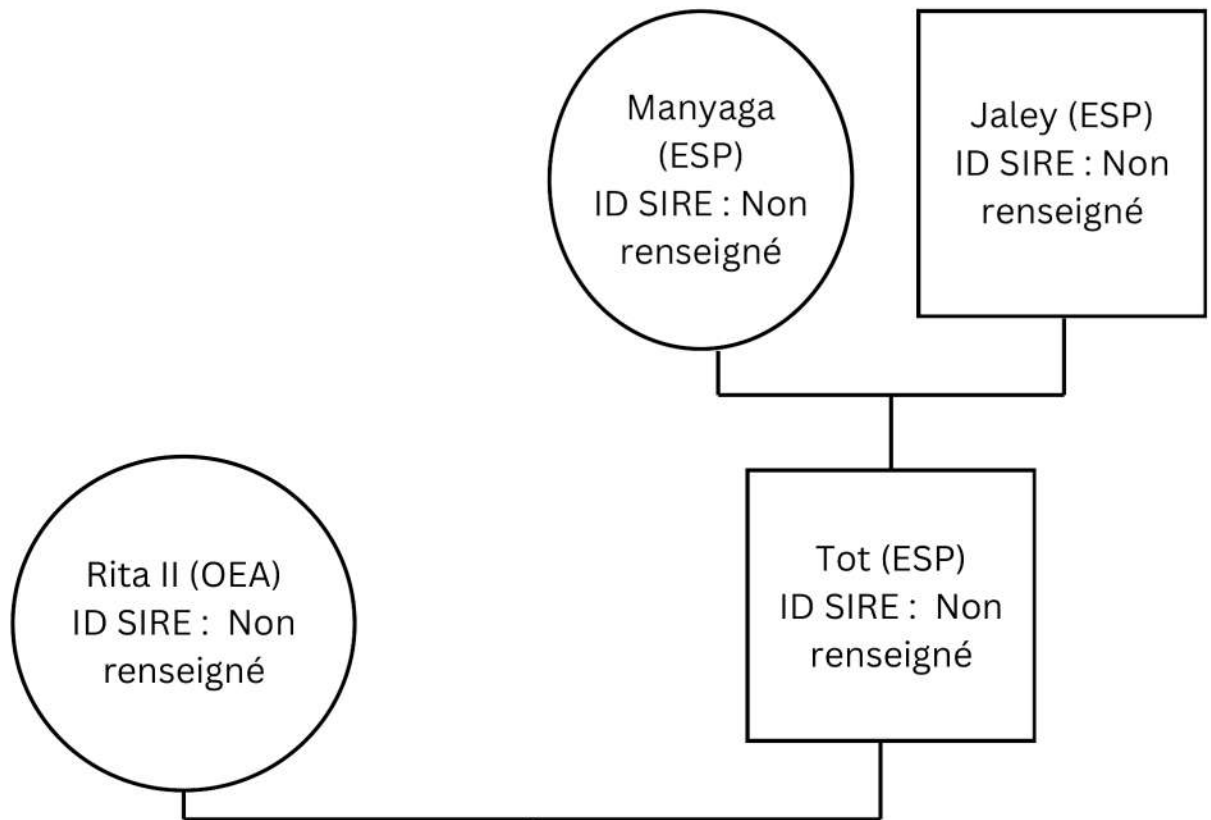 Manyaga
(ESP)
ID SIRE : Non
renseigné
Jaley (ESP)
ID SIRE : Non
renseigné
Rita II (OEA)
ID SIRE :  Non
renseigné
Tot (ESP)
ID SIRE :  Non
renseigné